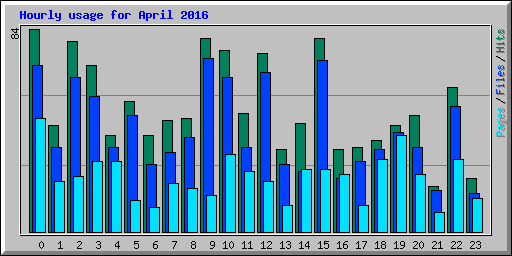 Hourly usage for April 2016
84
Pages/Files/Hits
0 1 2 3 4 5 6 7 8 9 10 11 12 13 14 15 16 17 18 19 20 21 22 23